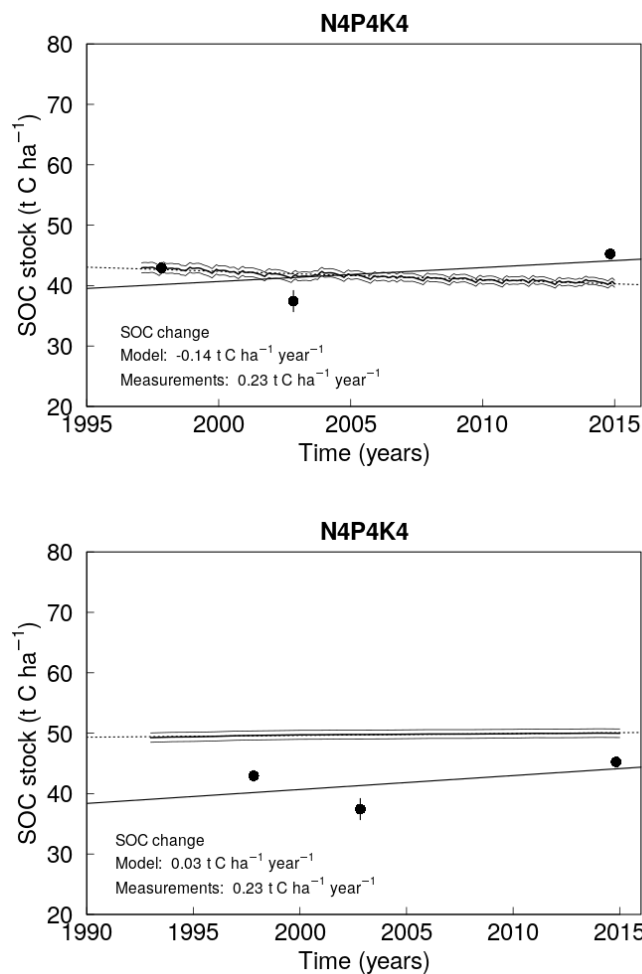 N4P4K4
80
70
60
50
40
30
20
SOC stock (t C ha⁻¹)
SOC change
Model: -0.14 t C ha⁻¹ year⁻¹
Measurements: 0.23 t C ha⁻¹ year⁻¹
1995 2000 2005 2010 2015
Time (years)
N4P4K4
80
70
60
50
40
30
20
SOC stock (t C ha⁻¹)
SOC change
Model: 0.03 t C ha⁻¹ year⁻¹
Measurements: 0.23 t C ha⁻¹ year⁻¹
1990 1995 2000 2005 2010 2015
Time (years)